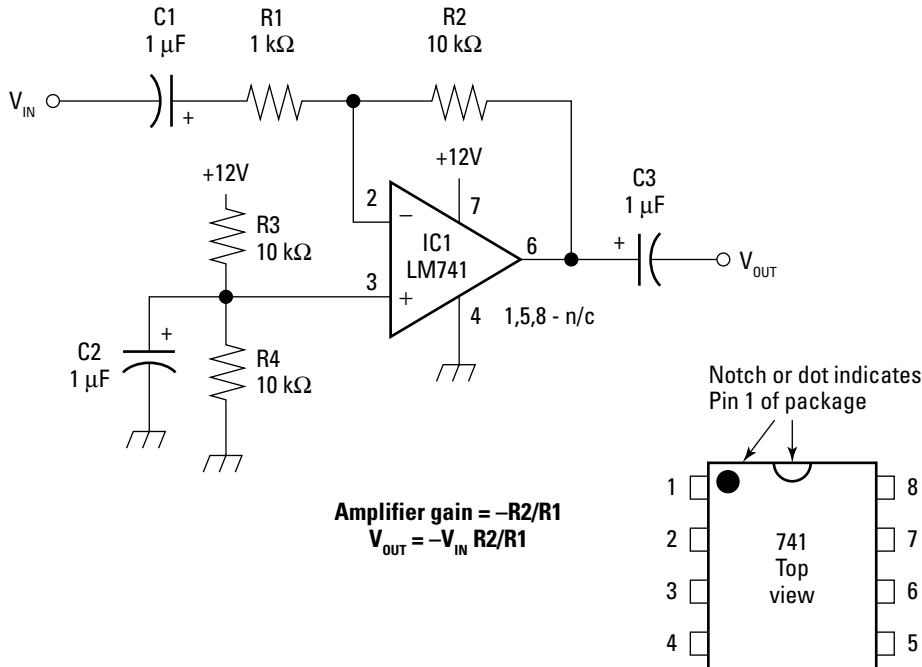 C1
1 µF
R1
1 kΩ
R2
10 kΩ
V_IN
+
+12V
R3
10 kΩ
+12V
C3
1 µF
2
−
7
IC1
LM741
6
+
V_OUT
3
+
4
1,5,8 - n/c
C2
1 µF
+
R4
10 kΩ
Notch or dot indicates
Pin 1 of package
Amplifier gain = –R2/R1
V_OUT = –V_IN R2/R1
1
8
2
741
7
Top
3
view
6
4
5